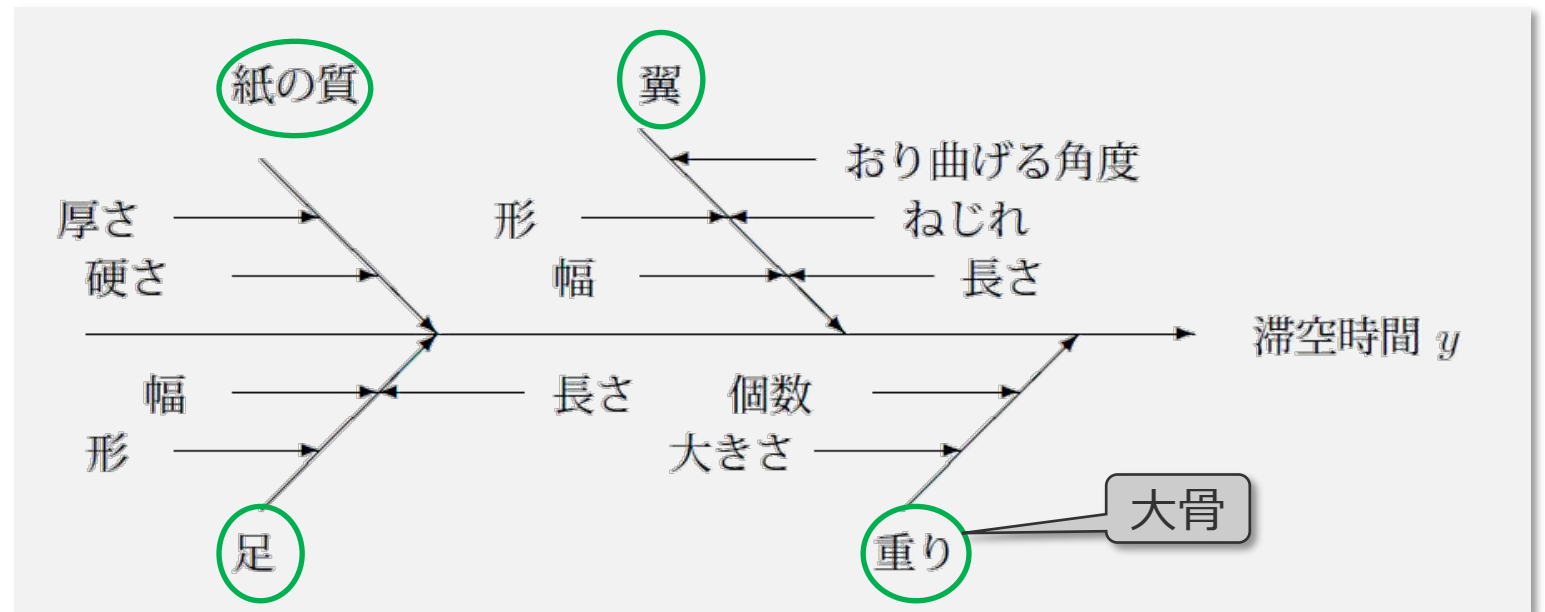 紙の質
翼
おり曲げる角度
厚さ
形
ねじれ
硬さ
幅
長さ
滞空時間 y
幅
長さ
個数
形
大きさ
大骨
足
重り